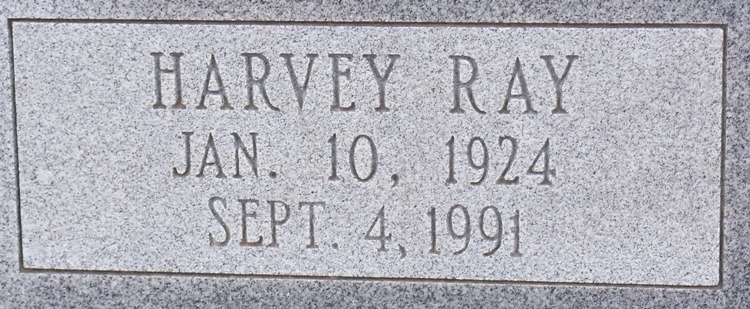 HARVEY RAY
JAN. 10, 1924
SEPT. 4, 1991